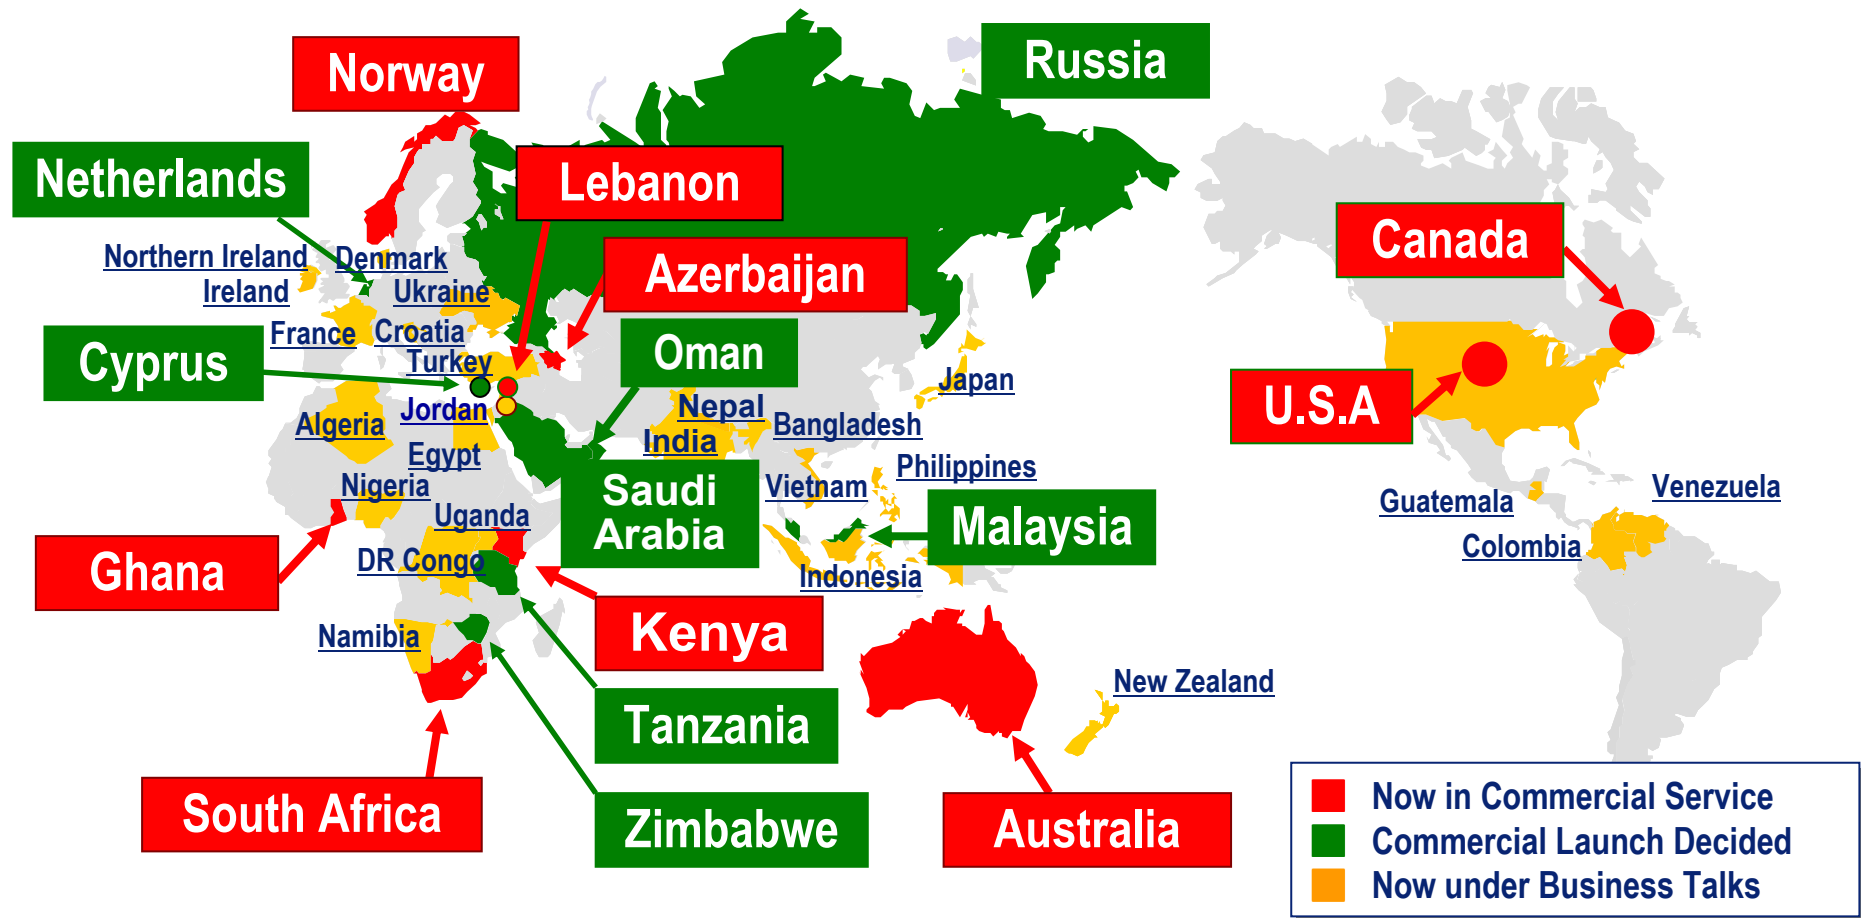 Russia
Norway
Netherlands
Lebanon
Canada
Northern Ireland
Denmark
Azerbaijan
Ireland
Ukraine
France
Croatia
Cyprus
Turkey
Oman
Japan
U.S.A
Jordan
Nepal
Algeria
Bangladesh
India
Egypt
Philippines
Nigeria
Vietnam
Saudi
Arabia
Guatemala
Venezuela
Uganda
Malaysia
Colombia
Ghana
DR Congo
Indonesia
Namibia
Kenya
New Zealand
Tanzania
South Africa
Zimbabwe
Australia
Now in Commercial Service
Commercial Launch Decided
Now under Business Talks